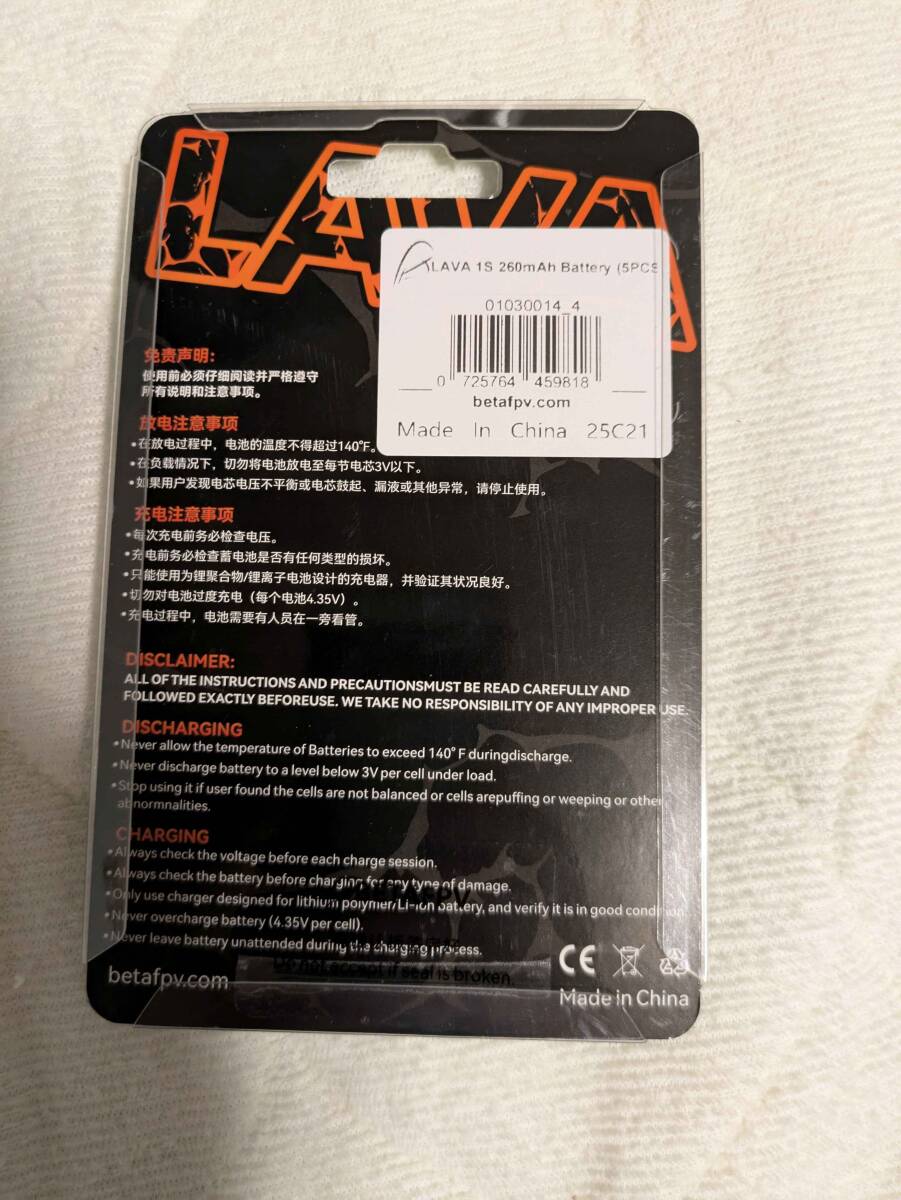 LAVA
LAVA 1S 260mAh Battery (5PCS
01030014_4
0 725764 459818
betafpv.com
Made In China 25C21
免责声明:
使用前必须仔细阅读并严格遵守
所有说明和注意事项。
放电注意事项
•在放电过程中，电池的温度不得超过140°F。
•在负载情况下，切勿将电池放电至每节电芯3V以下。
•如果用户发现电芯电压不平衡或电芯鼓起、漏液或其他异常，请停止使用。
充电注意事项
•每次充电前务必检查电压。
•充电前务必检查蓄电池是否有任何类型的损坏。
•只能使用为锂聚合物/锂离子电池设计的充电器，并验证其状况良好。
•切勿对电池过度充电（每个电池4.35V）。
•充电过程中，电池需要有人员在一旁看管。
DISCLAIMER:
ALL OF THE INSTRUCTIONS AND PRECAUTIONSMUST BE READ CAREFULLY AND
FOLLOWED EXACTLY BEFOREUSE. WE TAKE NO RESPONSIBILITY OF ANY IMPROPER USE.
DISCHARGING
•Never allow the temperature of Batteries to exceed 140°F duringdischarge.
•Never discharge battery to a level below 3V per cell under load.
•Stop using it if user found the cells are not balanced or cells arepuffing or weeping or other
abnormnalities.
CHARGING
•Always check the voltage before each charge session.
•Always check the battery before charging for any type of damage.
•Only use charger designed for lithium polymer/Li-ion battery, and verify it is in good condition.
•Never overcharge battery (4.35V per cell).
•Never leave battery unattended during the charging process.
Do not accept if seal is broken.
betafpv.com
CE
Made in China